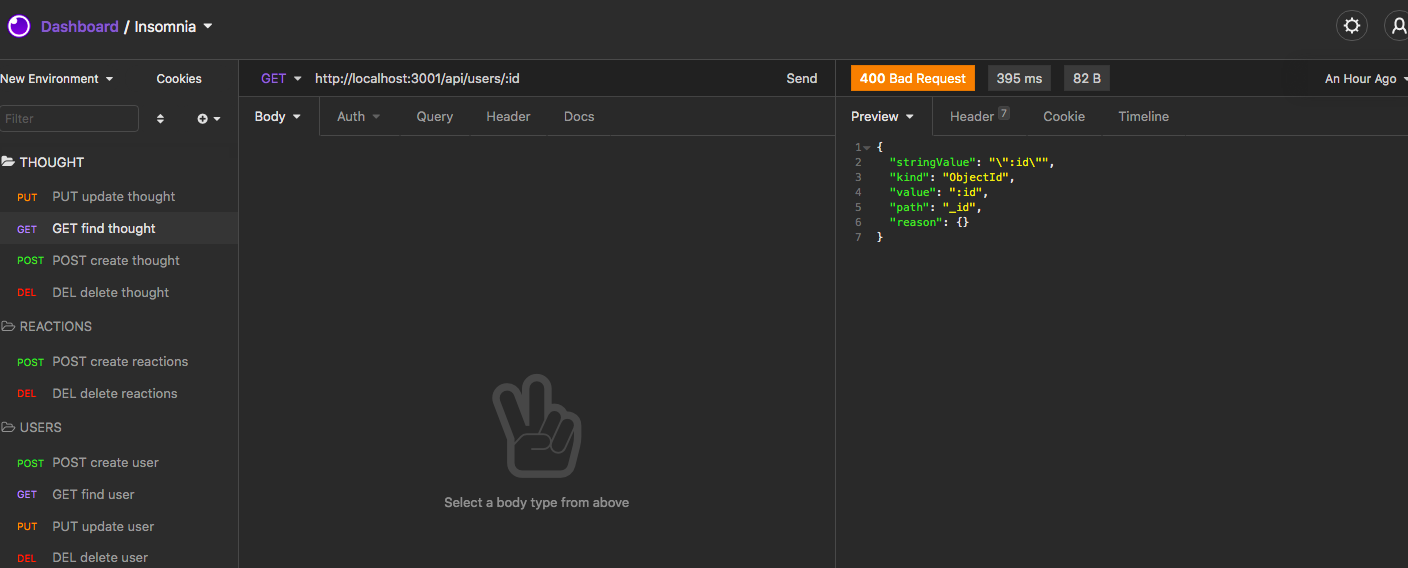 Dashboard / Insomnia
New Environment
Cookies
GET http://localhost:3001/api/users/:id Send
400 Bad Request 395 ms 82 B
An Hour Ago
Filter
Body Auth Query Header Docs
Preview Header 7 Cookie Timeline
THOUGHT
PUT PUT update thought
GET GET find thought
POST POST create thought
DEL DEL delete thought
REACTIONS
POST POST create reactions
DEL DEL delete reactions
USERS
POST POST create user
GET GET find user
PUT PUT update user
DEL DEL delete user
Select a body type from above
1 {
2 "stringValue": "\":id\"",
3 "kind": "ObjectId",
4 "value": ":id",
5 "path": "_id",
6 "reason": {}
7 }